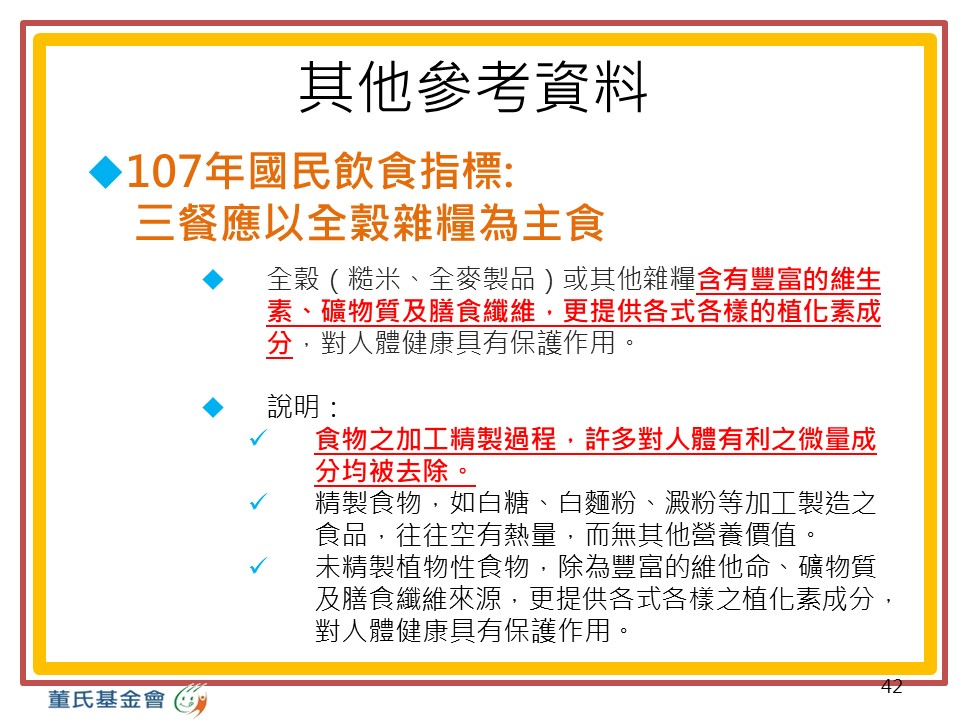 其他參考資料
◆107年國民飲食指標:
三餐應以全穀雜糧為主食
◆ 全穀（糙米、全麥製品）或其他雜糧含有豐富的維生
素、礦物質及膳食纖維，更提供各式各樣的植化素成
分，對人體健康具有保護作用。
◆ 說明：
✓ 食物之加工精製過程，許多對人體有利之微量成
分均被去除。
✓ 精製食物，如白糖、白麵粉、澱粉等加工製造之
食品，往往空有熱量，而無其他營養價值。
✓ 未精製植物性食物，除為豐富的維他命、礦物質
及膳食纖維來源，更提供各式各樣之植化素成分，
對人體健康具有保護作用。
42
董氏基金會